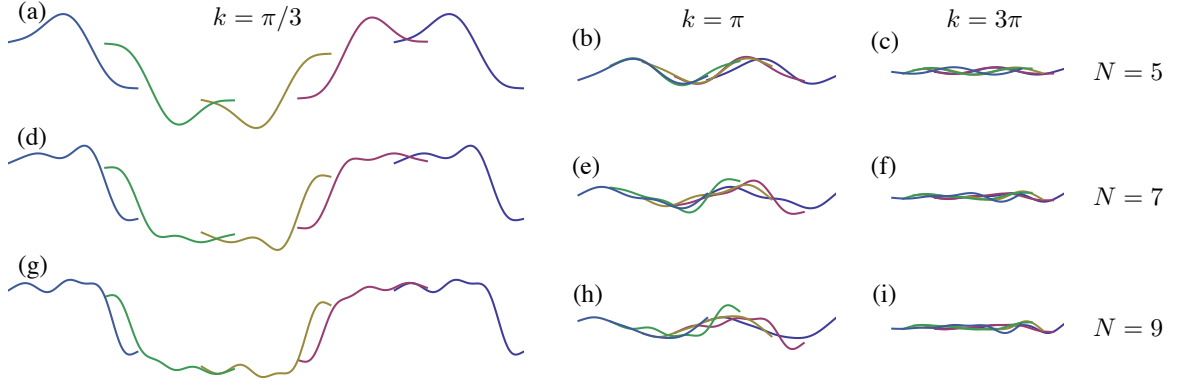 (a) k = π/3
k = π
k = 3π
(b)
(c)
N = 5
(d)
(e)
(f)
N = 7
(g)
(h)
(i)
N = 9